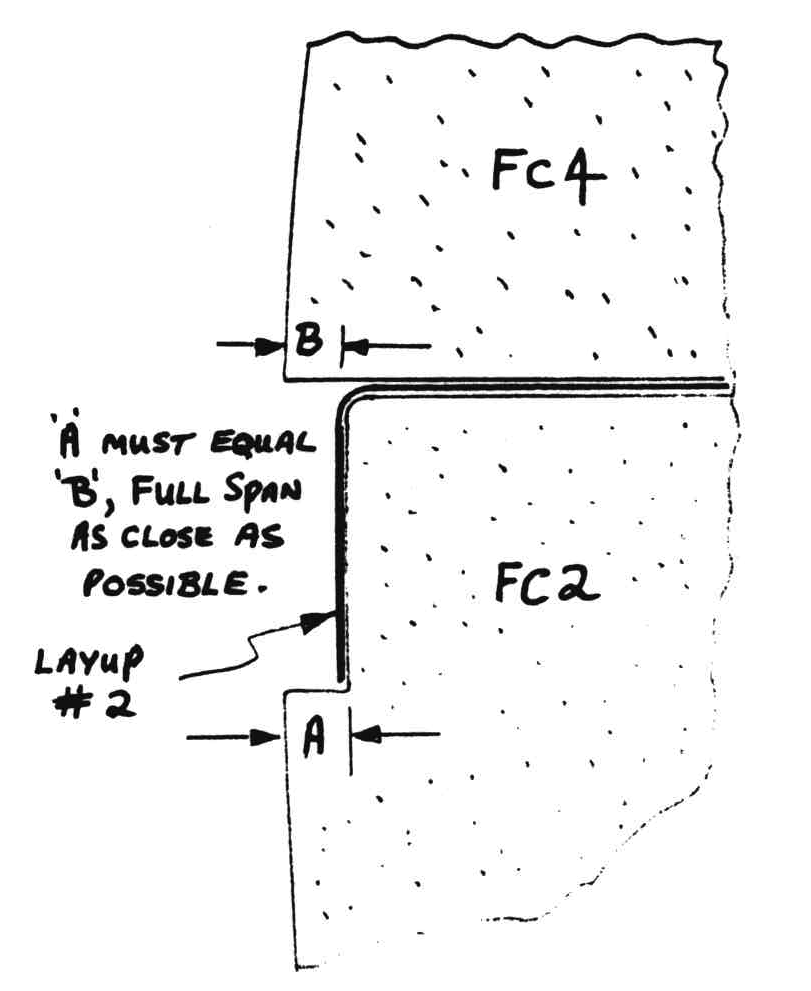 FC4
B
'A' MUST EQUAL
'B', FULL SPAN
AS CLOSE AS
POSSIBLE.
FC2
LAYUP
#2
A